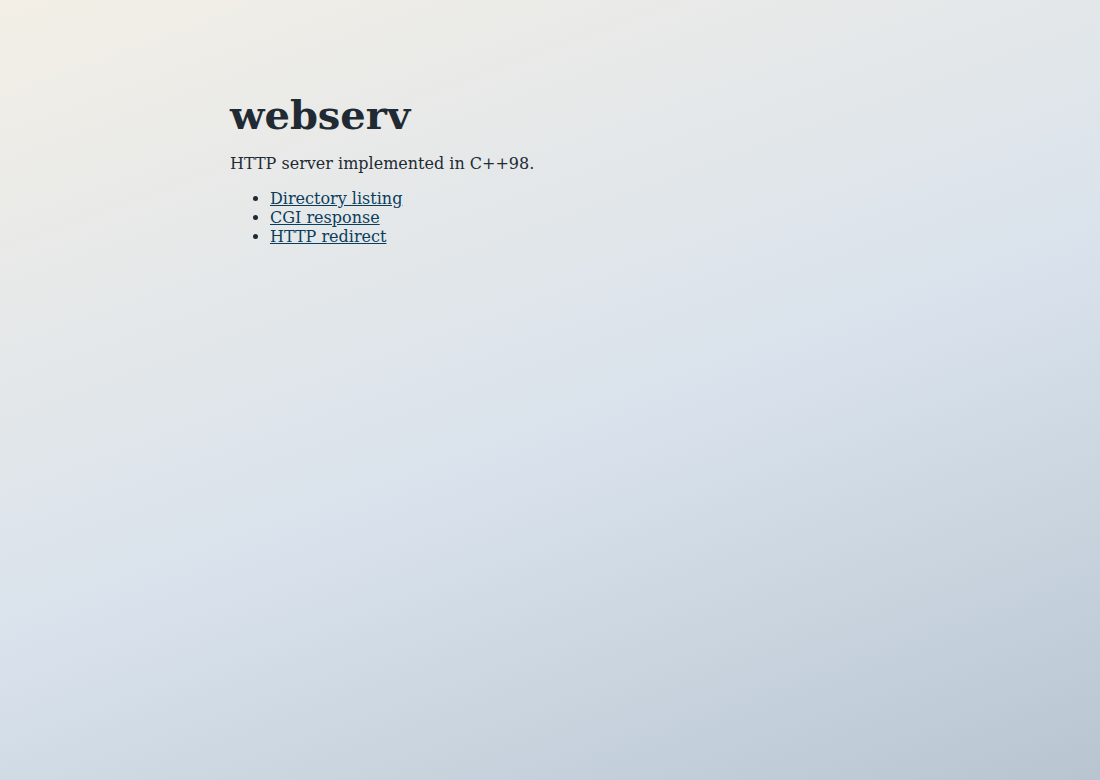 webserv
HTTP server implemented in C++98.
Directory listing
CGI response
HTTP redirect